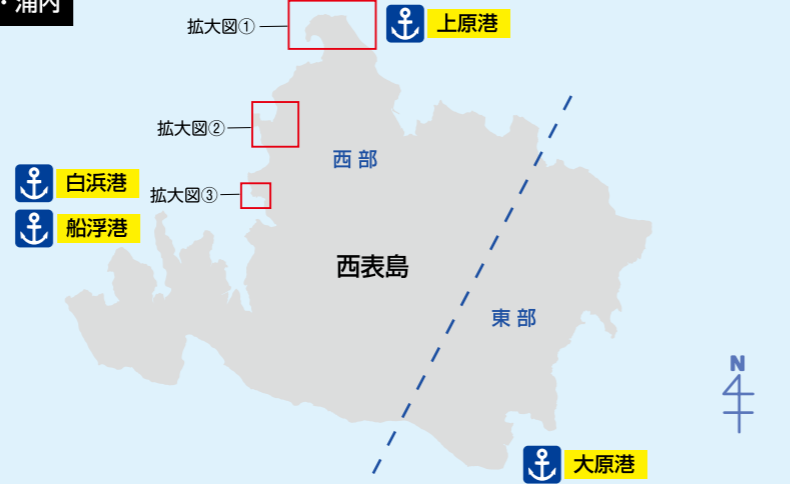 ・浦内
拡大図①
上原港
拡大図②
西部
白浜港
拡大図③
船浮港
西表島
東部
N
大原港